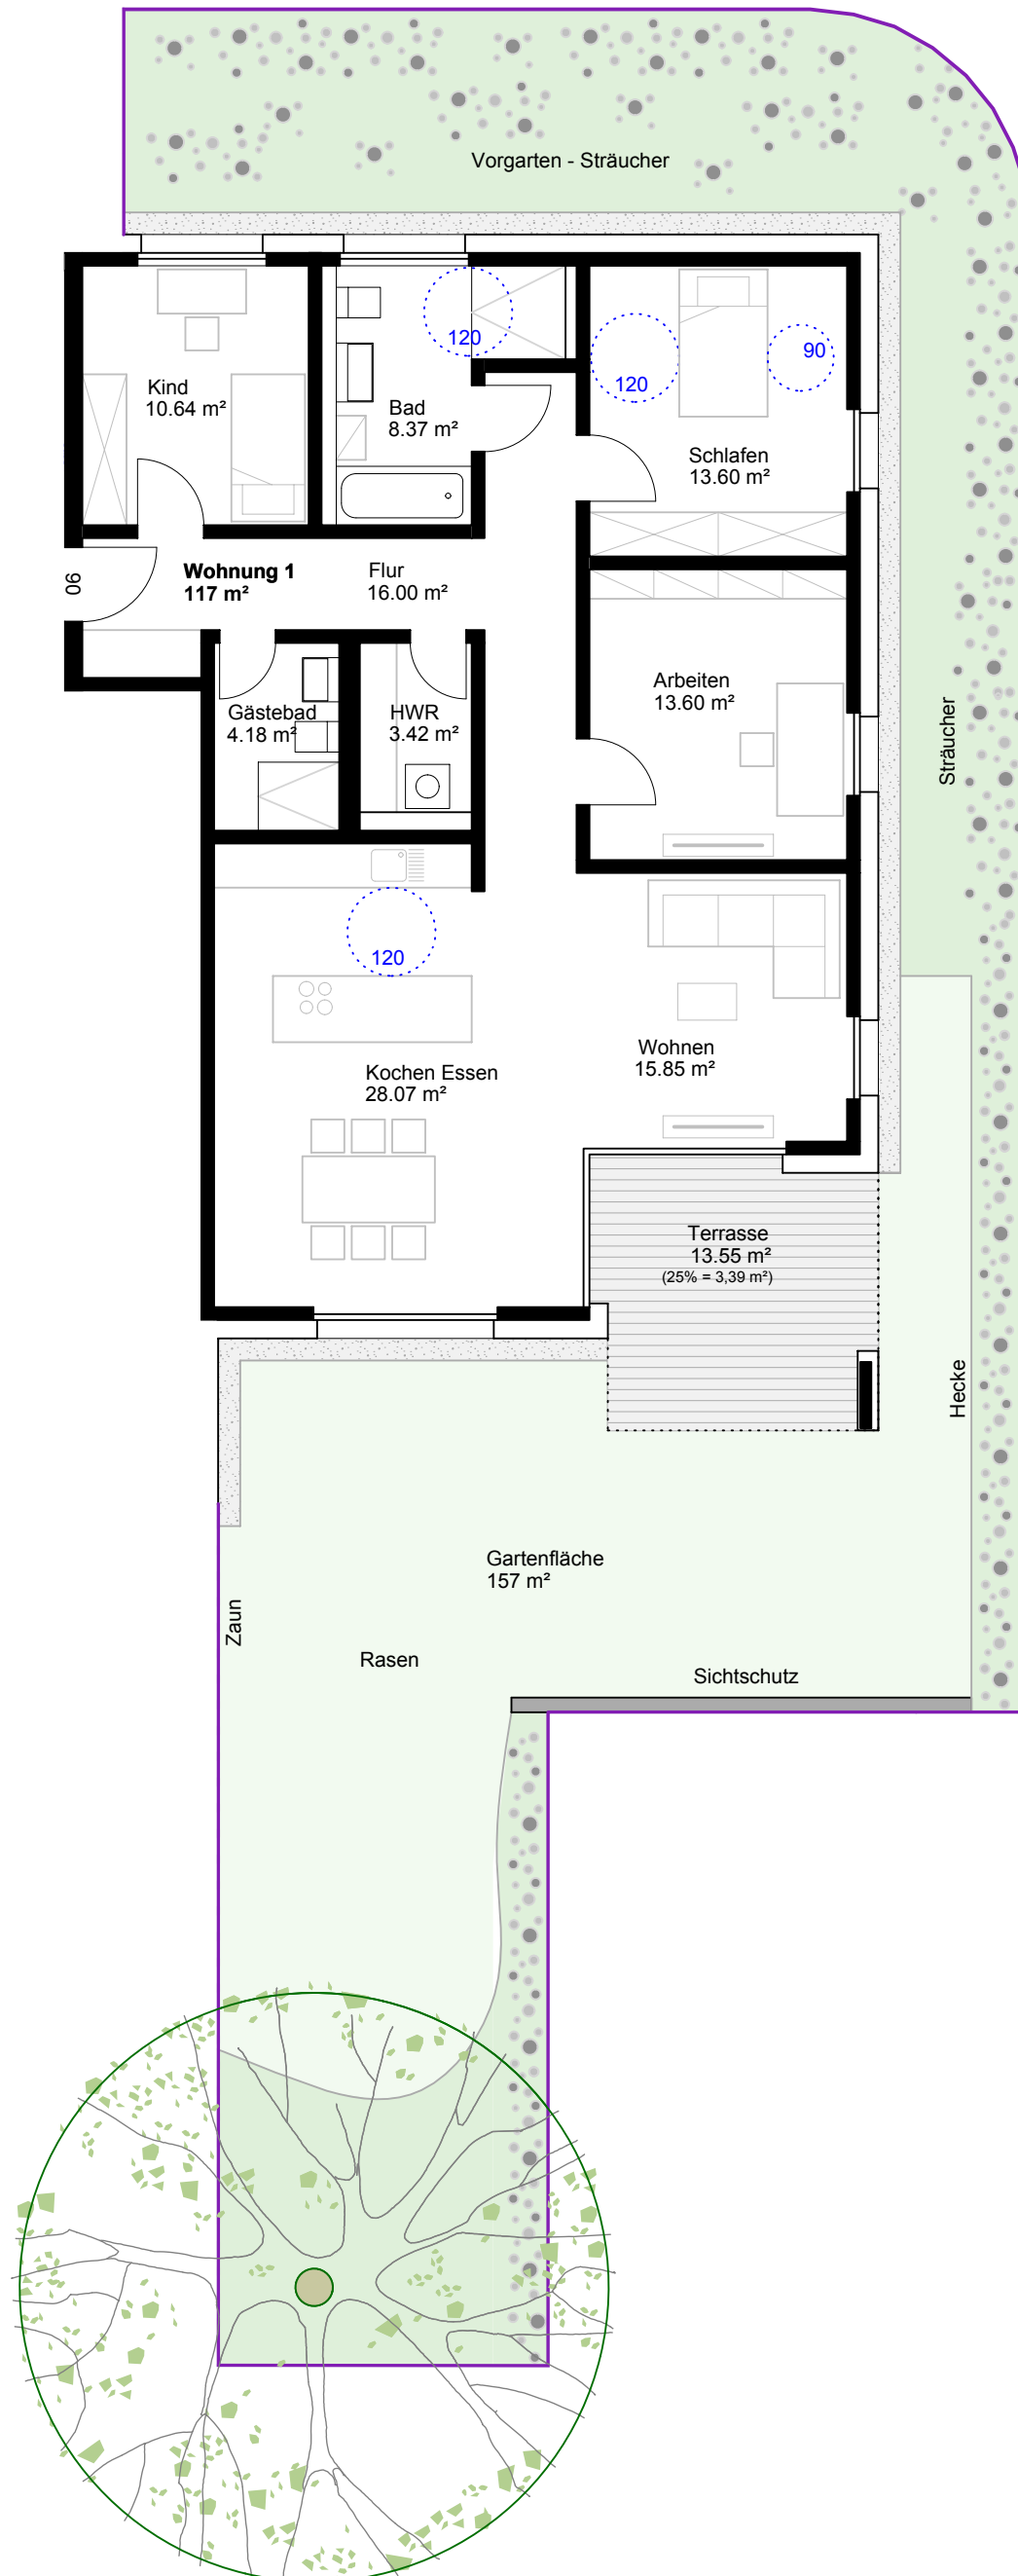 Vorgarten - Sträucher
120
120
90
Kind
10.64 m²
Bad
8.37 m²
Schlafen
13.60 m²
90
Wohnung 1
117 m²
Flur
16.00 m²
Gästebad
4.18 m²
HWR
3.42 m²
Arbeiten
13.60 m²
Sträucher
120
Kochen Essen
28.07 m²
Wohnen
15.85 m²
Terrasse
13.55 m²
(25% = 3,39 m²)
Hecke
Gartenfläche
157 m²
Zaun
Rasen
Sichtschutz